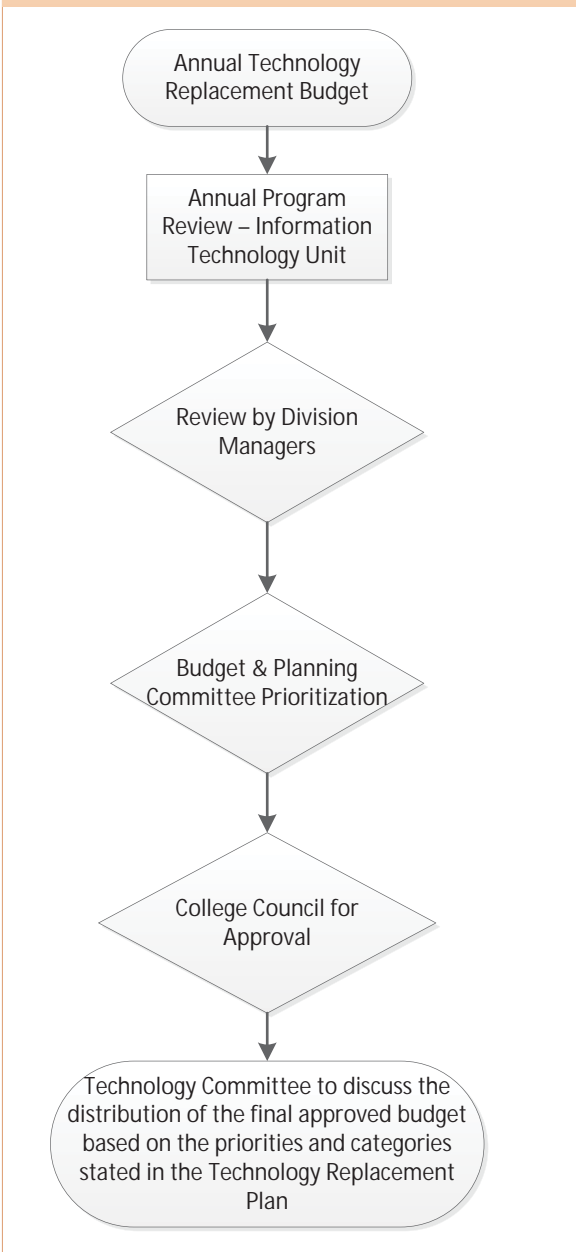 Annual Technology
Replacement Budget
Annual Program
Review – Information
Technology Unit
Review by Division
Managers
Budget & Planning
Committee Prioritization
College Council for
Approval
Technology Committee to discuss the
distribution of the final approved budget
based on the priorities and categories
stated in the Technology Replacement
Plan